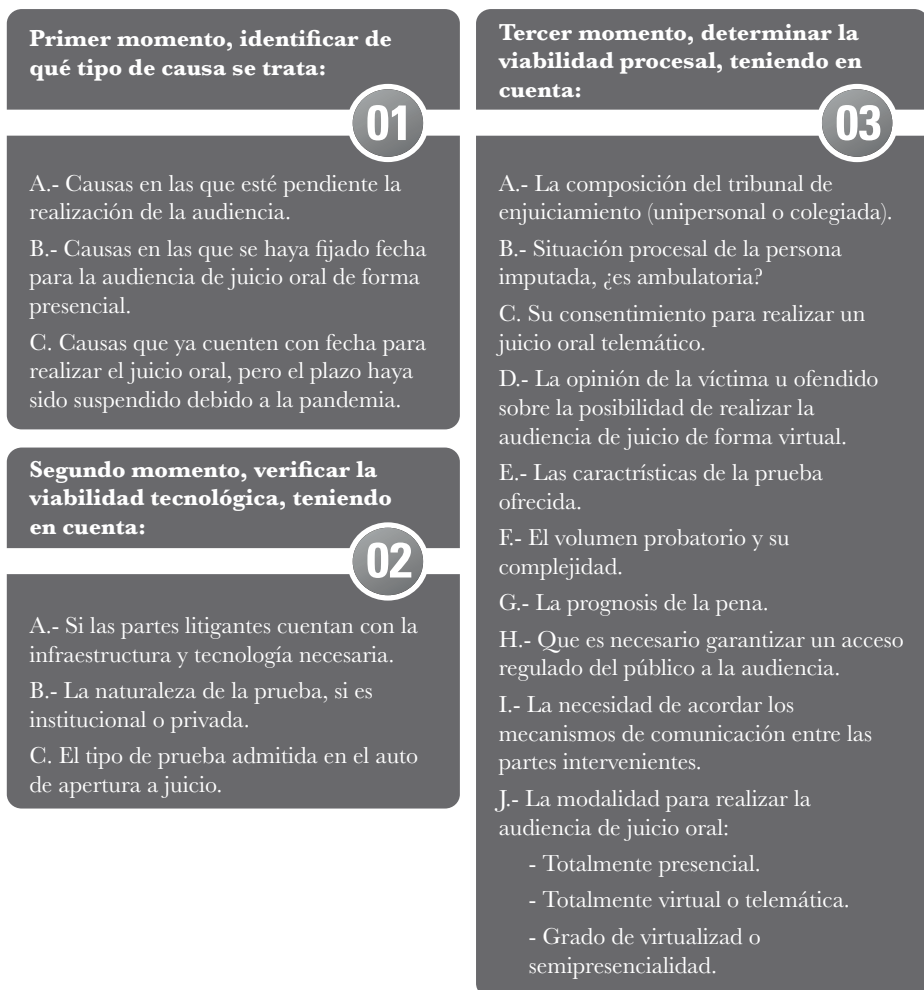 Primer momento, identificar de
qué tipo de causa se trata:
01
A.- Causas en las que esté pendiente la
realización de la audiencia.
B.- Causas en las que se haya fijado fecha
para la audiencia de juicio oral de forma
presencial.
C. Causas que ya cuenten con fecha para
realizar el juicio oral, pero el plazo haya
sido suspendido debido a la pandemia.
Segundo momento, verificar la
viabilidad tecnológica, teniendo
en cuenta:
02
A.- Si las partes litigantes cuentan con la
infraestructura y tecnología necesaria.
B.- La naturaleza de la prueba, si es
institucional o privada.
C. El tipo de prueba admitida en el auto
de apertura a juicio.
Tercer momento, determinar la
viabilidad procesal, teniendo en
cuenta:
03
A.- La composición del tribunal de
enjuiciamiento (unipersonal o colegiada).
B.- Situación procesal de la persona
imputada, ¿es ambulatoria?
C. Su consentimiento para realizar un
juicio oral telemático.
D.- La opinión de la víctima u ofendido
sobre la posibilidad de realizar la
audiencia de juicio de forma virtual.
E.- Las caractrísticas de la prueba
ofrecida.
F.- El volumen probatorio y su
complejidad.
G.- La prognosis de la pena.
H.- Que es necesario garantizar un acceso
regulado del público a la audiencia.
I.- La necesidad de acordar los
mecanismos de comunicación entre las
partes intervenientes.
J.- La modalidad para realizar la
audiencia de juicio oral:
- Totalmente presencial.
- Totalmente virtual o telemática.
- Grado de virtualizad o
semipresencialidad.